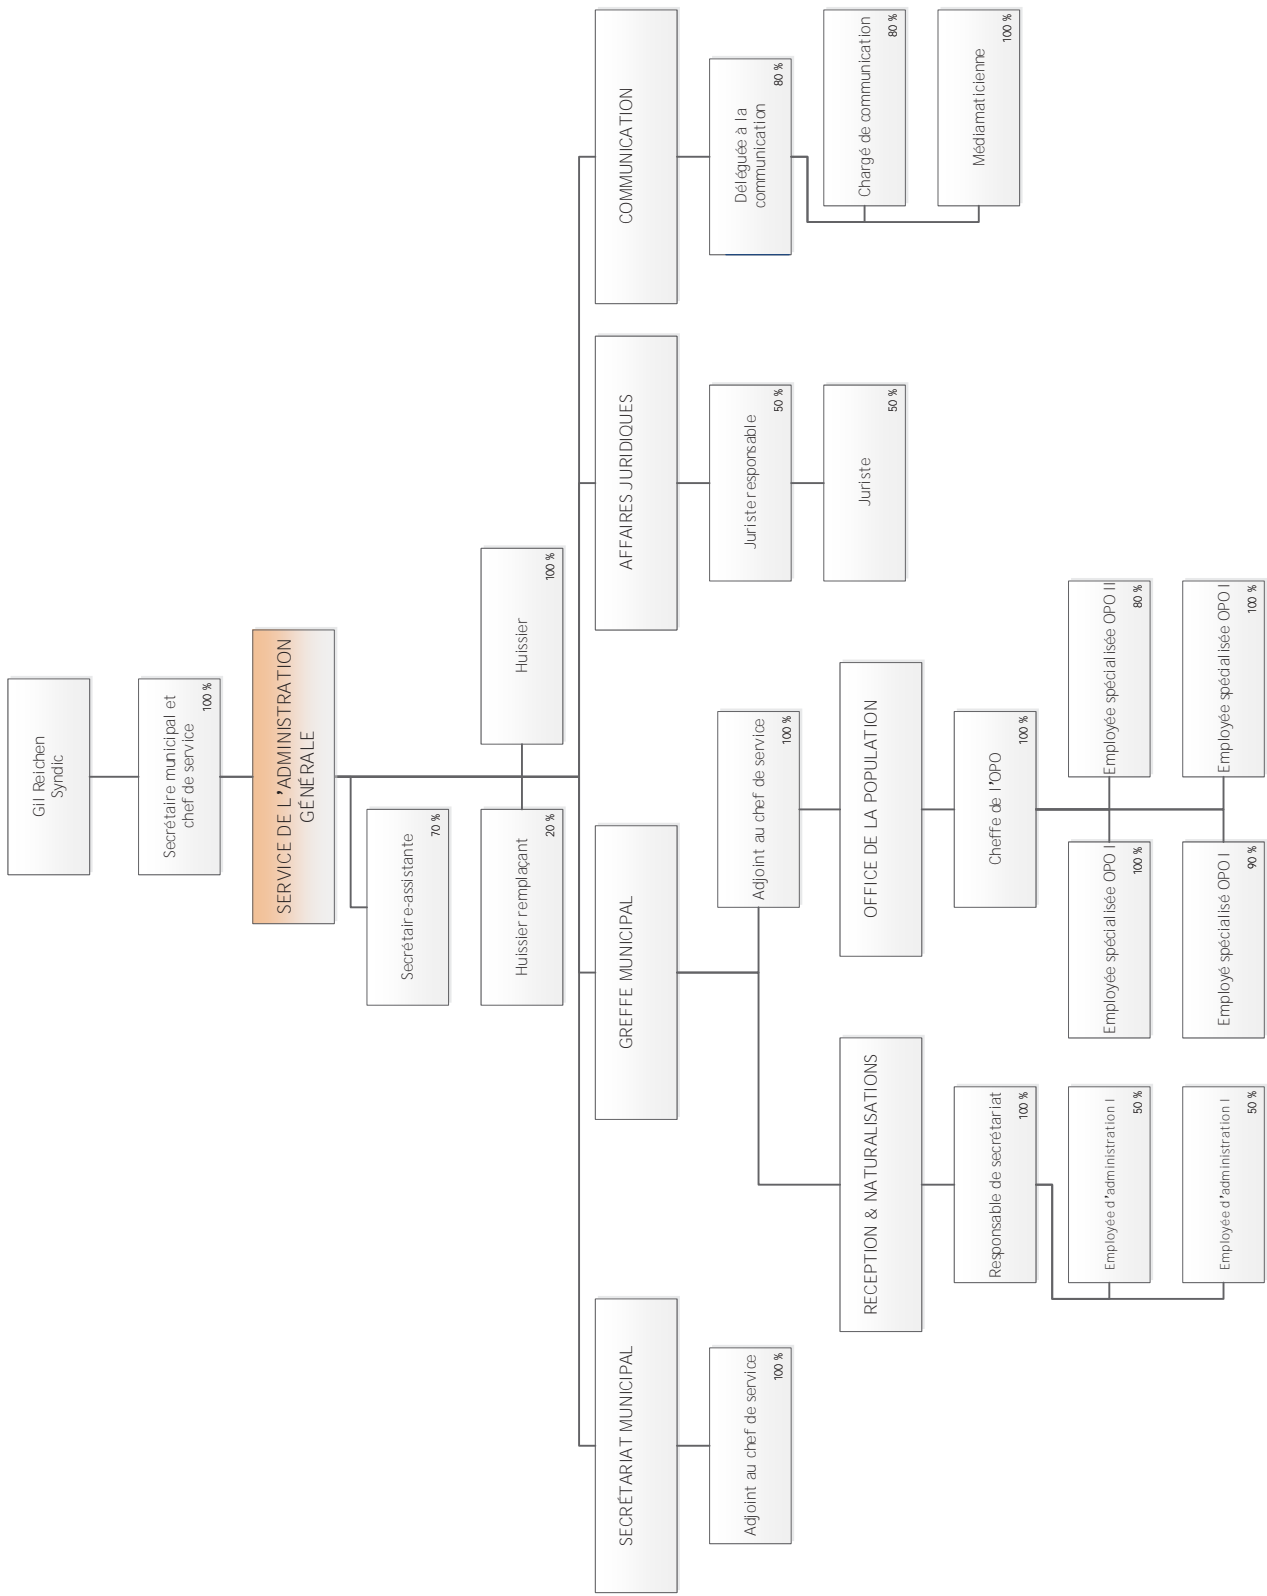 Gil Reichen
Syndic
Secrétaire municipal et
chef de service
100 %
SERVICE DE L'ADMINISTRATION
GÉNÉRALE
Secrétaire-assistante
70 %
Huissier remplaçant
20 %
Huissier
100 %
SECRÉTARIAT MUNICIPAL
Adjoint au chef de service
100 %
GREFFE MUNICIPAL
Adjoint au chef de service
100 %
RECEPTION & NATURALISATIONS
Responsable de secrétariat
100 %
Employée d'administration I
50 %
Employée d'administration I
50 %
OFFICE DE LA POPULATION
Cheffe de l'OPO
100 %
Employée spécialisée OPO I
100 %
Employée spécialisée OPO II
80 %
Employé spécialisé OPO I
90 %
Employée spécialisée OPO I
100 %
AFFAIRES JURIDIQUES
Juriste responsable
50 %
Juriste
50 %
COMMUNICATION
Déléguée à la
communication
80 %
Chargé de communication
80 %
Médiamaticienne
100 %